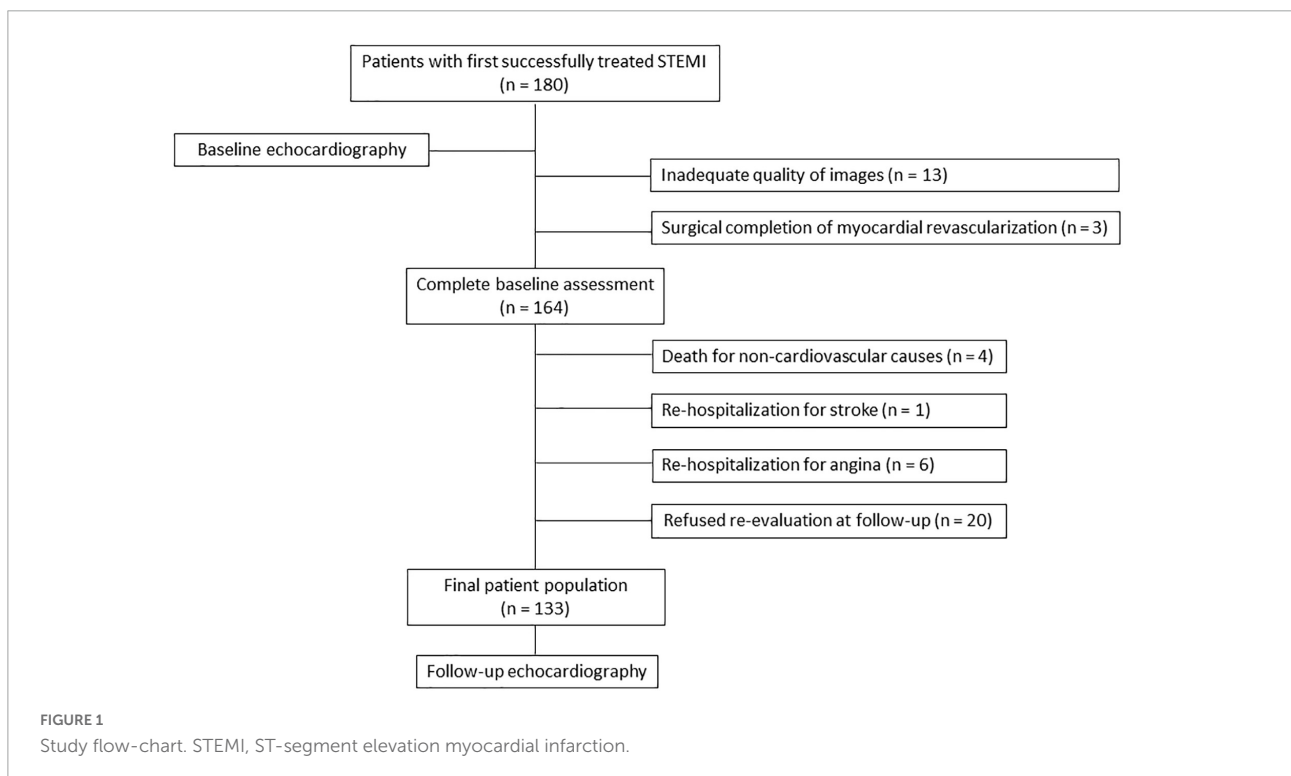 Patients with first successfully treated STEMI
(n = 180)
Baseline echocardiography
Inadequate quality of images (n = 13)
Surgical completion of myocardial revascularization (n = 3)
Complete baseline assessment
(n = 164)
Death for non-cardiovascular causes (n = 4)
Re-hospitalization for stroke (n = 1)
Re-hospitalization for angina (n = 6)
Refused re-evaluation at follow-up (n = 20)
Final patient population
(n = 133)
Follow-up echocardiography
FIGURE 1
Study flow-chart. STEMI, ST-segment elevation myocardial infarction.